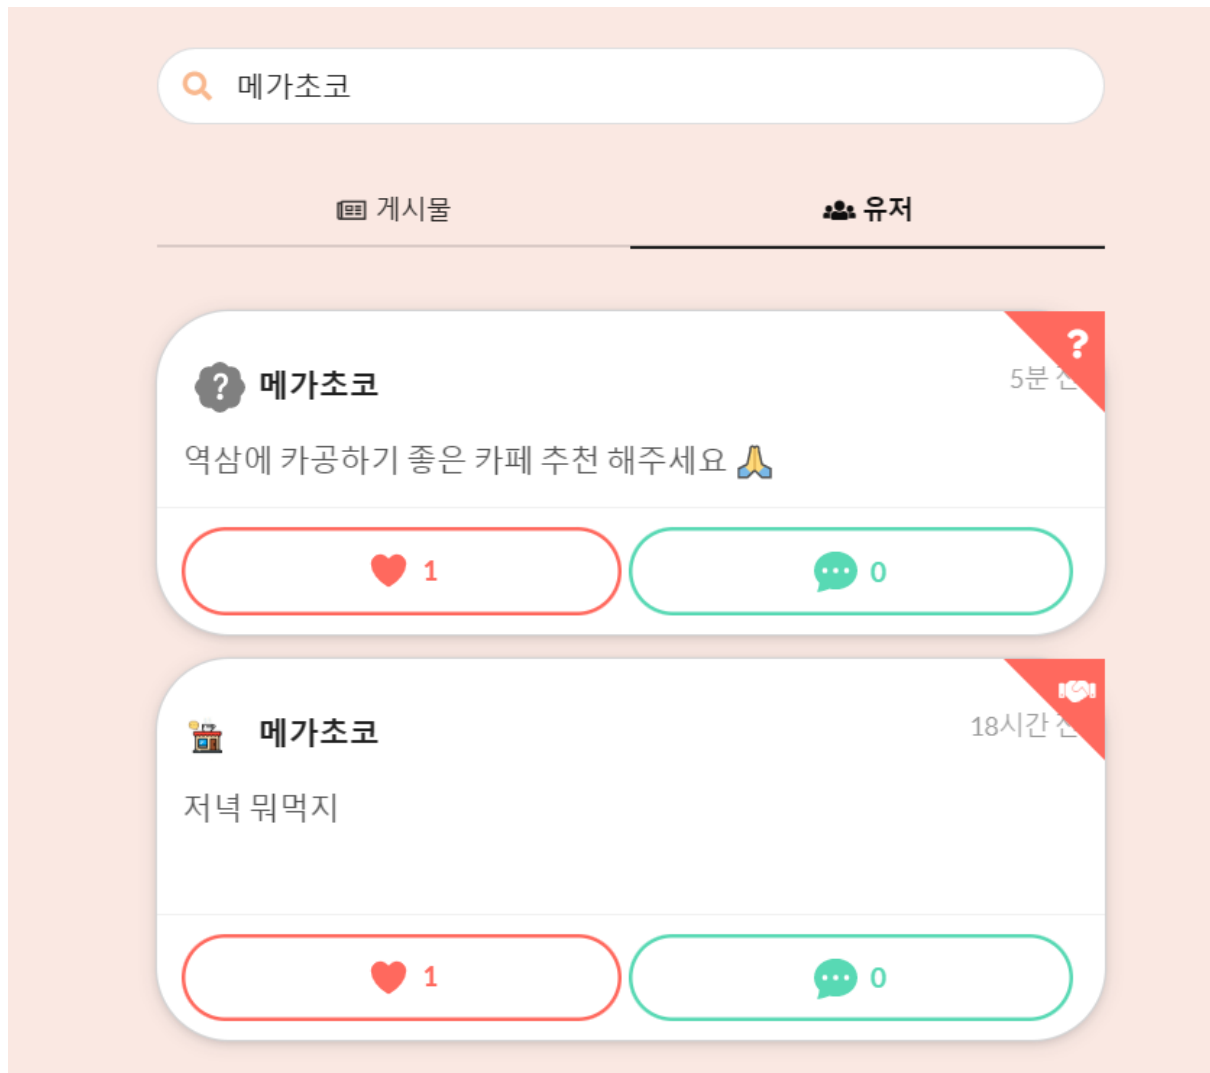 메가초코
게시물
유저
?
? 메가초코
5분
역삼에 카공하기 좋은 카페 추천 해주세요
1
0
메가초코
18시간
저녁 뭐먹지
1
0